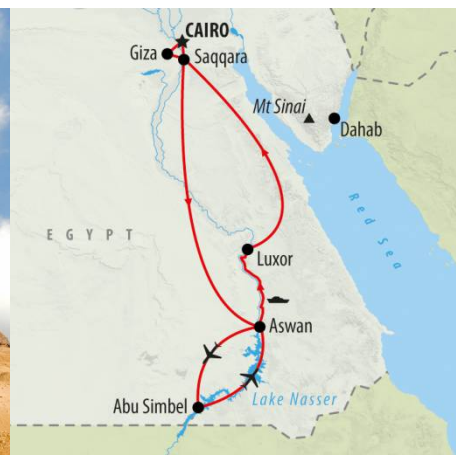 CAIRO
Giza
Saqqara
Mt Sinai
Dahab
Red Sea
EGYPT
Luxor
Aswan
Abu Simbel
Lake Nasser